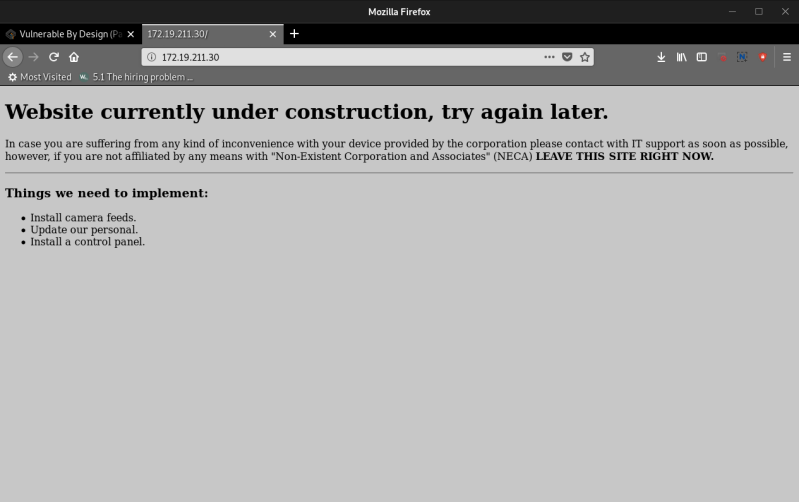 Mozilla Firefox
Vulnerable By Design (Pa
172.19.211.30/
172.19.211.30
Most Visited
5.1 The hiring problem ...
Website currently under construction, try again later.
In case you are suffering from any kind of inconvenience with your device provided by the corporation please contact with IT support as soon as possible,
however, if you are not affiliated by any means with "Non-Existent Corporation and Associates" (NECA) LEAVE THIS SITE RIGHT NOW.
Things we need to implement:
Install camera feeds.
Update our personal.
Install a control panel.